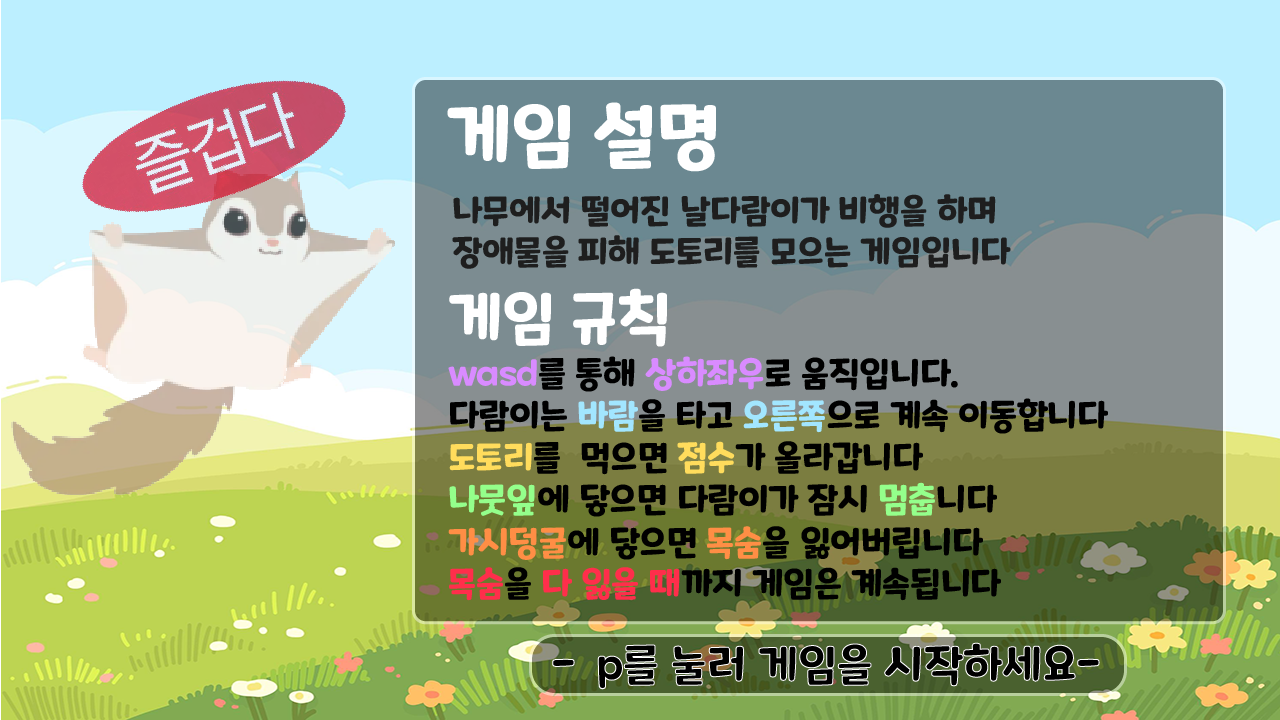 즐겁다
게임 설명
나무에서 떨어진 날다람이가 비행을 하며
장애물을 피해 도토리를 모으는 게임입니다
게임 규칙
wasd를 통해 상하좌우로 움직입니다.
다람이는 바람을 타고 오른쪽으로 계속 이동합니다
도토리를 먹으면 점수가 올라갑니다
나뭇잎에 닿으면 다람이가 잠시 멈춥니다
가시덩굴에 닿으면 목숨을 잃어버립니다
목숨을 다 잃을 때까지 게임은 계속됩니다
- p를 눌러 게임을 시작하세요-